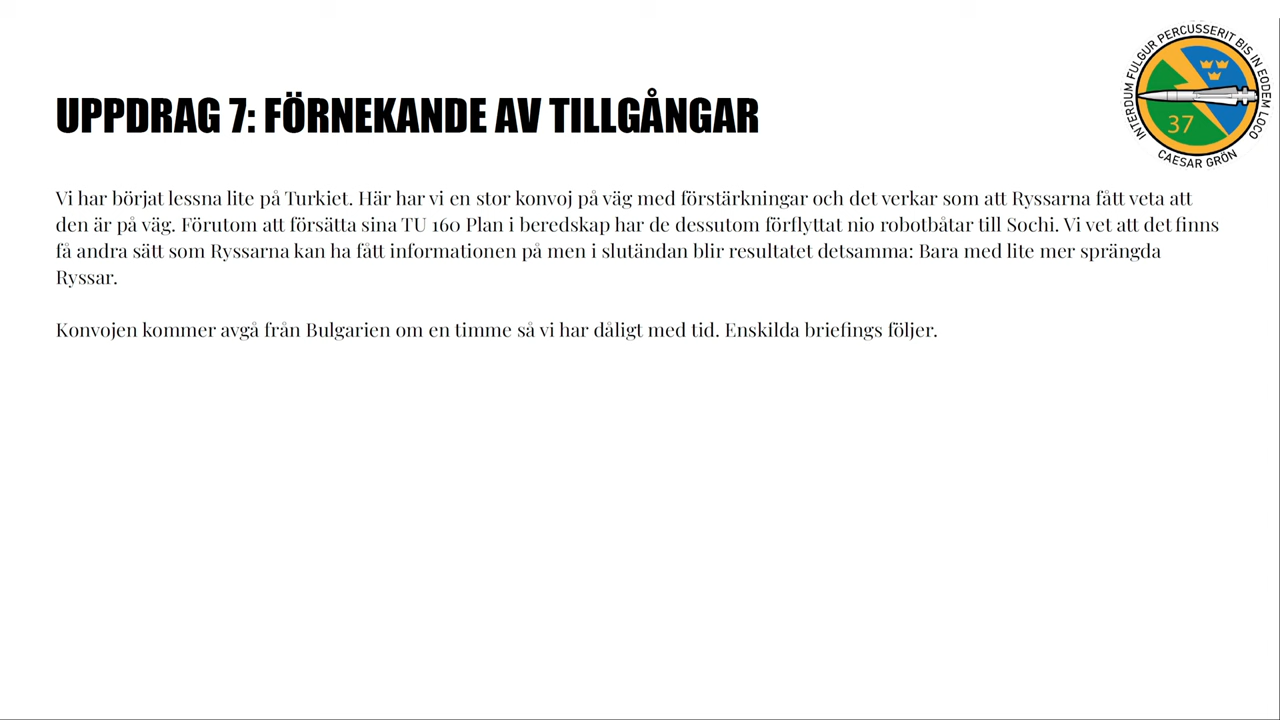 INTERDUM FULGUR PERCUSSERIT BIS IN EODEM LOCO
37
CAESAR GRÖN
UPPDRAG 7: FÖRNEKANDE AV TILLGÅNGAR
Vi har börjat lessna lite på Turkiet. Här har vi en stor konvoj på väg med förstärkningar och det verkar som att Ryssarna fått veta att
den är på väg. Förutom att försätta sina TU 160 Plan i beredskap har de dessutom förflyttat nio robotbåtar till Sochi. Vi vet att det finns
få andra sätt som Ryssarna kan ha fått informationen på men i slutändan blir resultatet detsamma: Bara med lite mer sprängda
Ryssar.
Konvojen kommer avgå från Bulgarien om en timme så vi har dåligt med tid. Enskilda briefings följer.